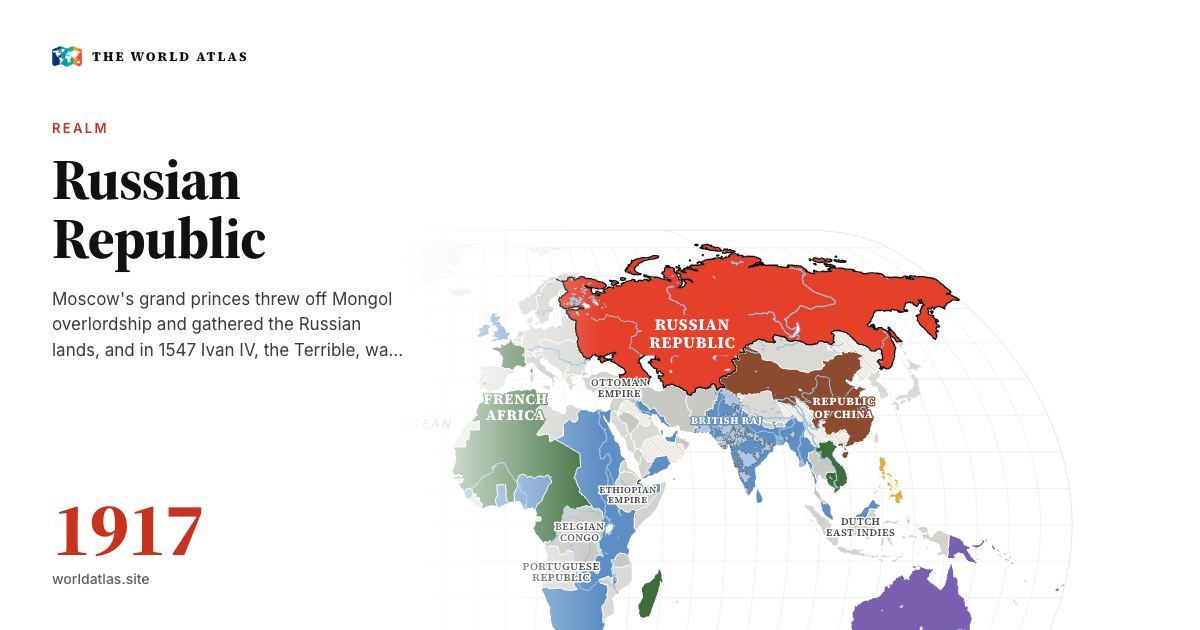 THE WORLD ATLAS
REALM
Russian
Republic
Moscow's grand princes threw off Mongol
overlordship and gathered the Russian
lands, and in 1547 Ivan IV, the Terrible, wa...
1917
worldatlas.site
RUSSIAN
REPUBLIC
OTTOMAN
EMPIRE
FRENCH
AFRICA
REPUBLIC
OF CHINA
BRITISH RAJ
CEAN
ETHIOPIAN
EMPIRE
BELGIAN
CONGO
DUTCH
EAST INDIES
PORTUGUESE
REPUBLIC